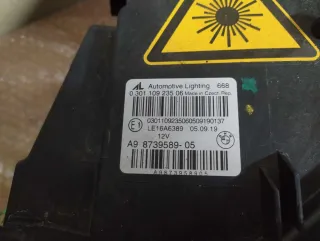 AL Automotive Lighting 668
0 301 109 235 06 Made in Czech Rep.
0301109235060509190137
E1 LE16A6389 05.09.19
12V
A9 8739589-05